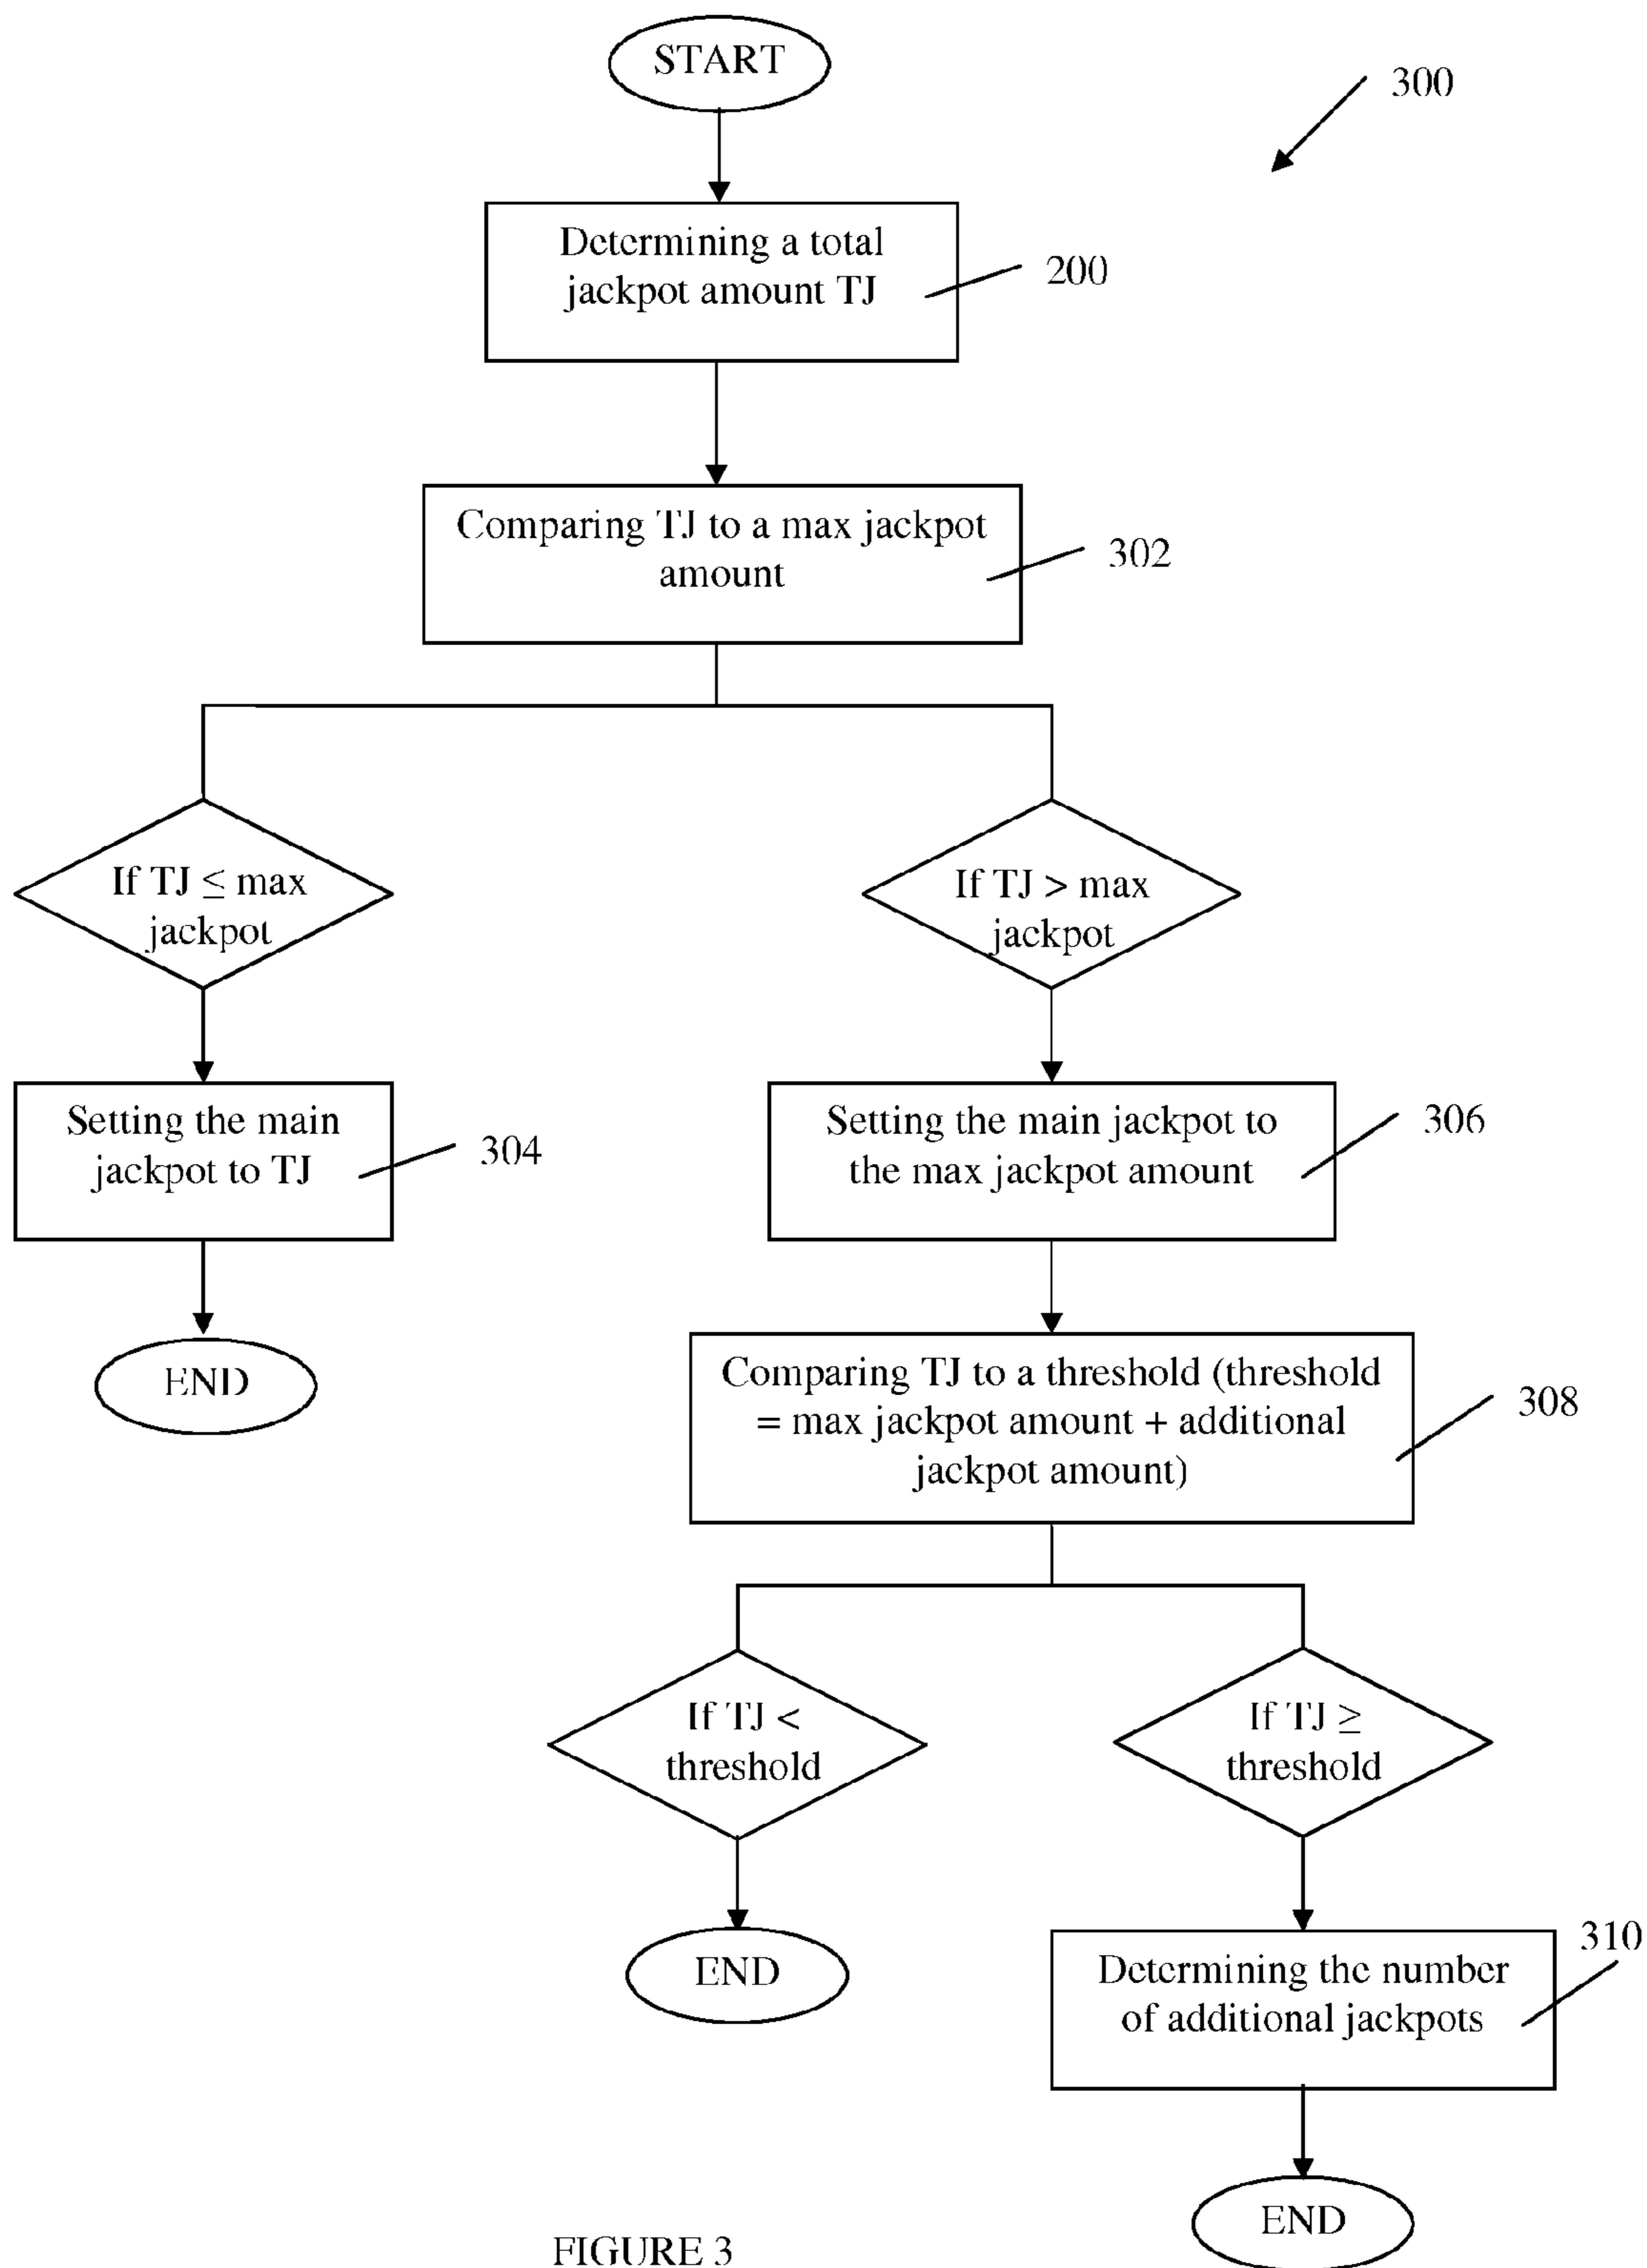 START
300
Determining a total
jackpot amount TJ
200
Comparing TJ to a max jackpot
amount
302
If TJ ≤ max
jackpot
If TJ > max
jackpot
Setting the main
jackpot to TJ
304
Setting the main jackpot to
the max jackpot amount
306
END
Comparing TJ to a threshold (threshold
= max jackpot amount + additional
jackpot amount)
308
If TJ <
threshold
If TJ ≥
threshold
END
Determining the number
of additional jackpots
310
END
FIGURE 3